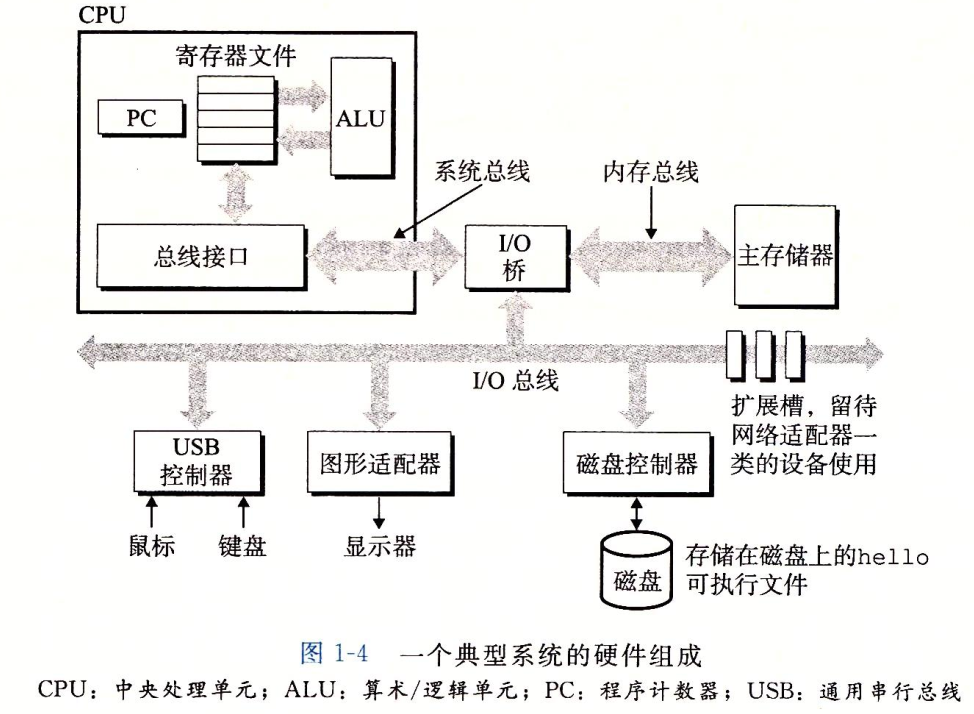 CPU
寄存器文件
PC
ALU
系统总线
内存总线
总线接口
I/O
桥
主存储器
I/O 总线
扩展槽，留待
网络适配器一
类的设备使用
USB
控制器
图形适配器
磁盘控制器
鼠标
键盘
显示器
磁盘
存储在磁盘上的hello
可执行文件
图 1-4 一个典型系统的硬件组成
CPU：中央处理单元；ALU：算术/逻辑单元；PC：程序计数器；USB：通用串行总线